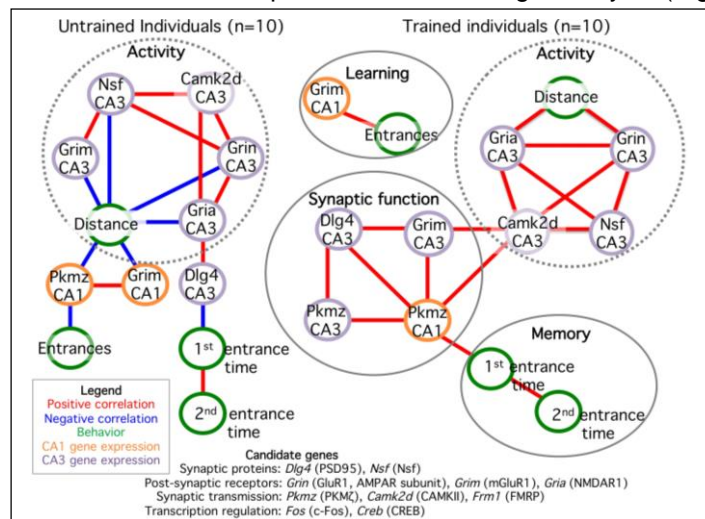 Untrained Individuals (n=10)
Trained individuals (n=10)
Activity
Nsf
CA3
Camk2d
CA3
Grim
CA3
Grin
CA3
Distance
Gria
CA3
Pkmz
CA1
Grim
CA1
Dlg4
CA3
Entrances
1st entrance
time
2nd entrance
time
Learning
Grim
CA1
Entrances
Activity
Distance
Gria
CA3
Grin
CA3
Camk2d
CA3
Nsf
CA3
Synaptic function
Dlg4
CA3
Grim
CA3
Pkmz
CA3
Pkmz
CA1
Memory
1st entrance
time
2nd entrance
time
Legend
Positive correlation
Negative correlation
Behavior
CA1 gene expression
CA3 gene expression
Candidate genes
Synaptic proteins: Dlg4 (PSD95), Nsf (Nsf)
Post-synaptic receptors: Grin (GluR1, AMPAR subunit), Grim (mGluR1), Gria (NMDAR1)
Synaptic transmission: Pkmz (PKMζ), Camk2d (CAMKII), Frm1 (FMRP)
Transcription regulation: Fos (c-Fos), Creb (CREB)